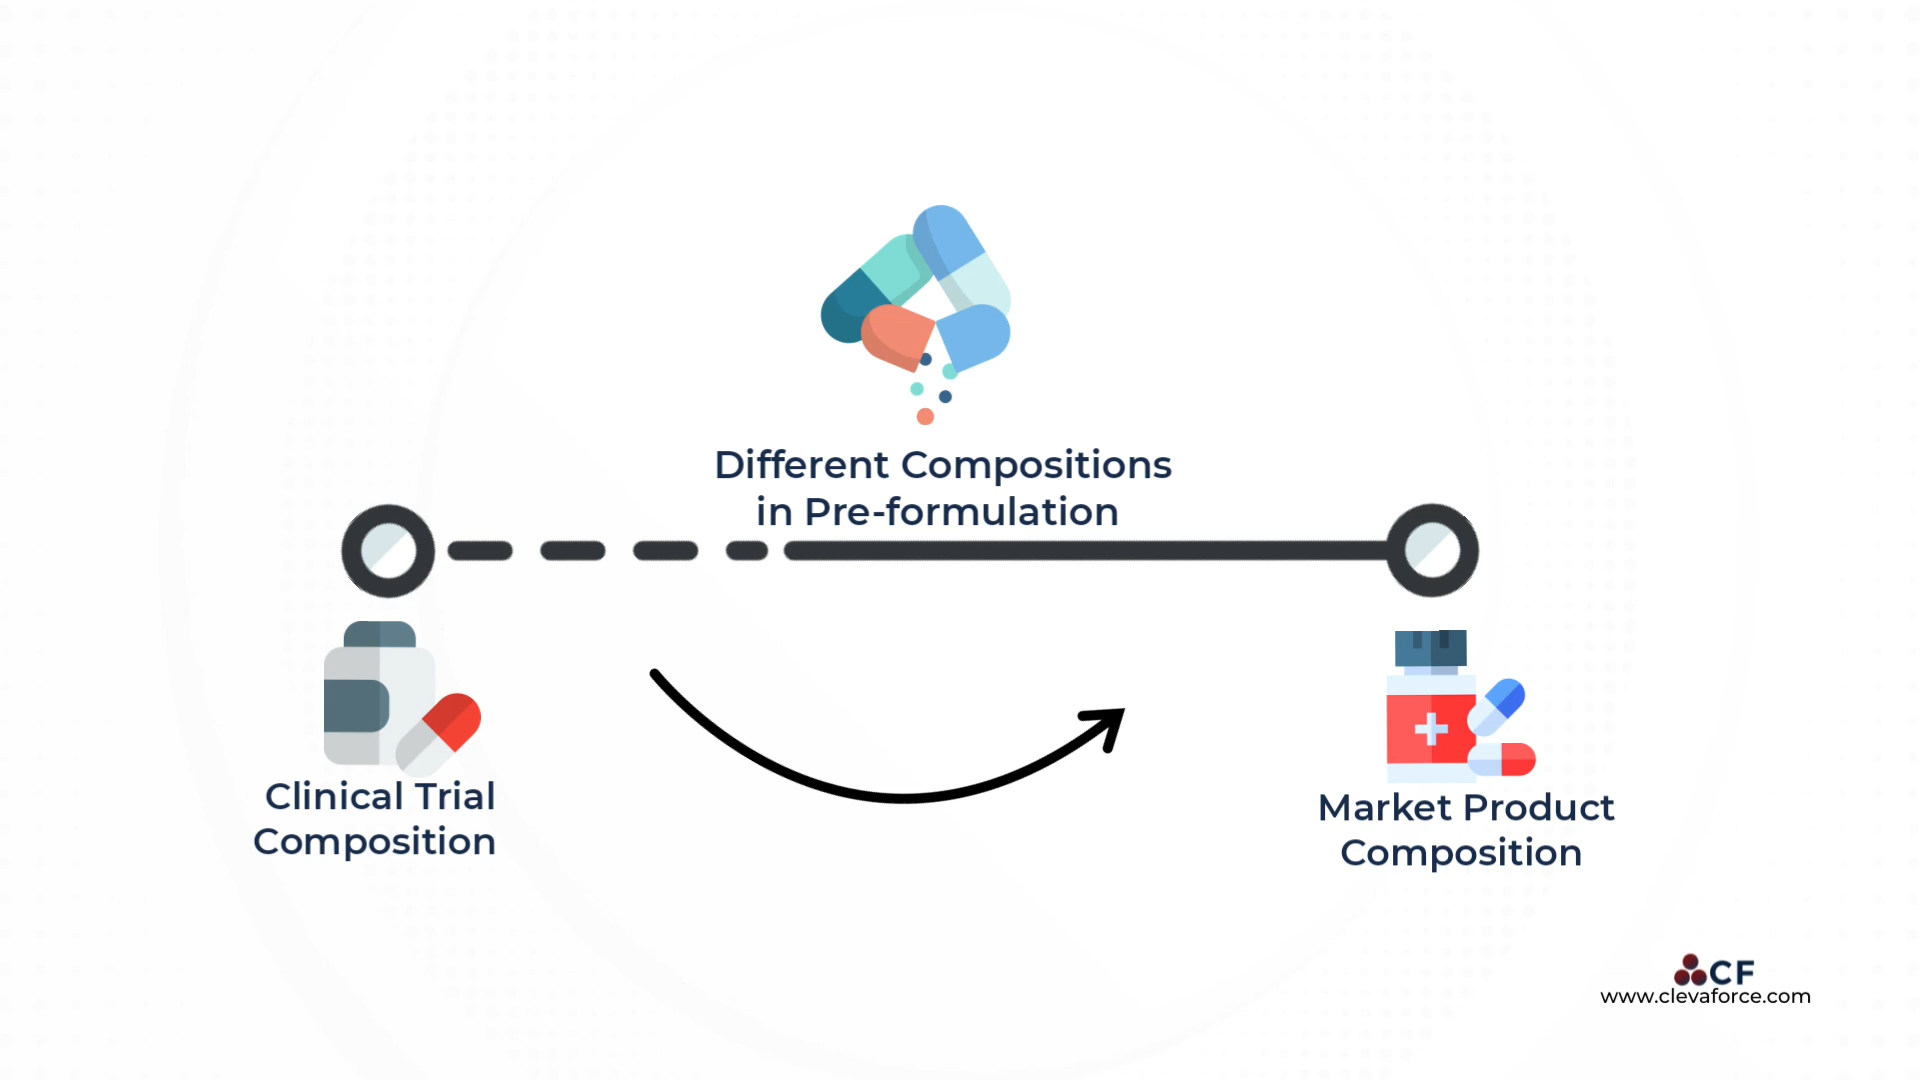 Different Compositions
in Pre-formulation
Clinical Trial
Composition
Market Product
Composition
CF
www.clevaforce.com